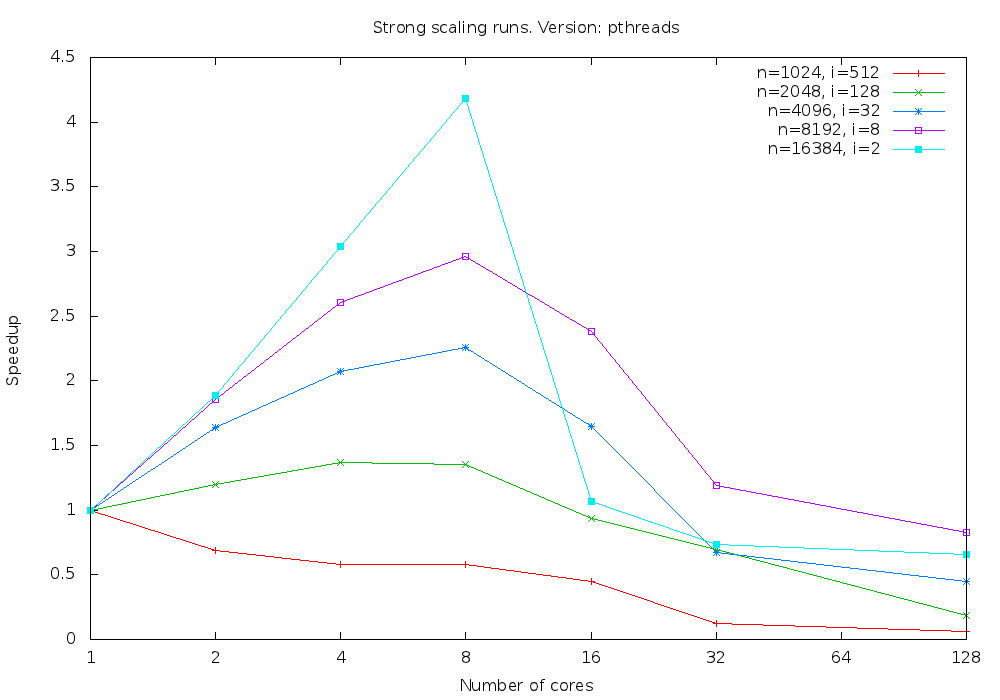 Strong scaling runs. Version: pthreads
n=1024, i=512
n=2048, i=128
n=4096, i=32
n=8192, i=8
n=16384, i=2
4.5
4
3.5
3
2.5
2
1.5
1
0.5
0
Speedup
1 2 4 8 16 32 64 128
Number of cores